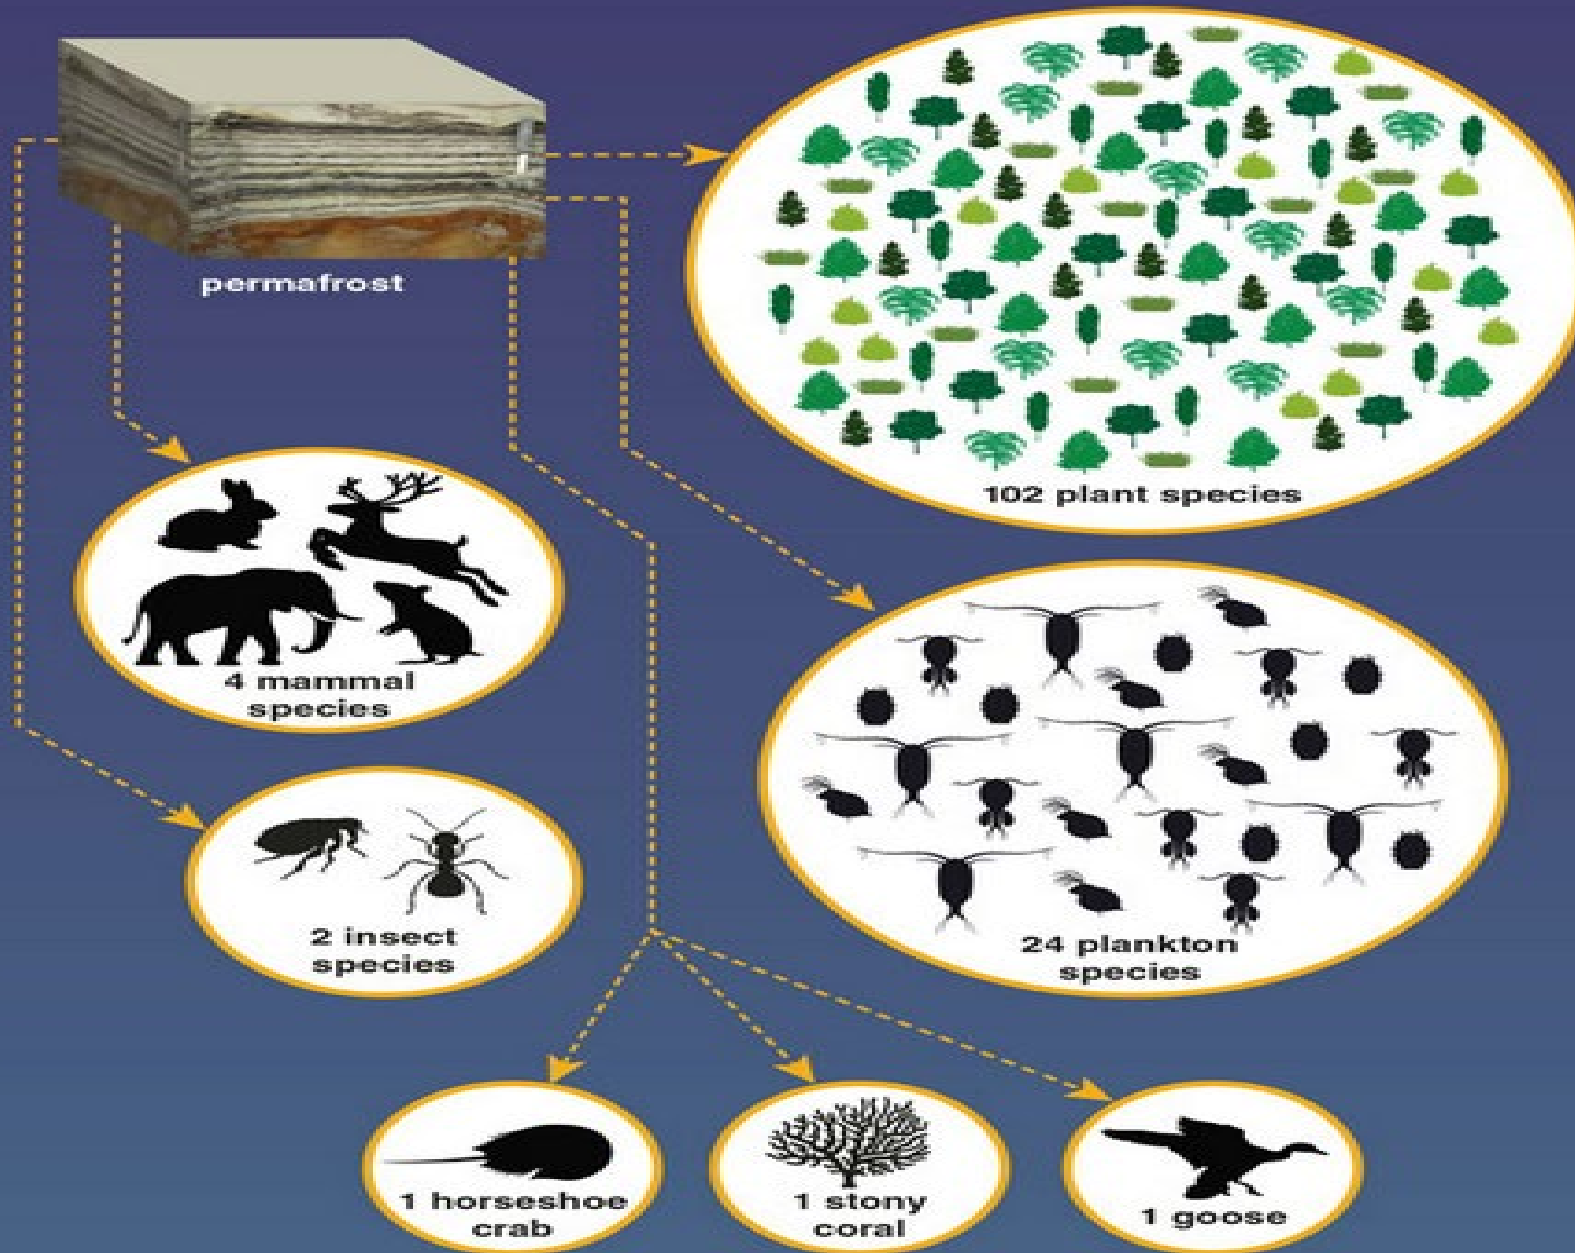 permafrost
102 plant species
4 mammal
species
24 plankton
species
2 insect
species
1 horseshoe
crab
1 stony
coral
1 goose